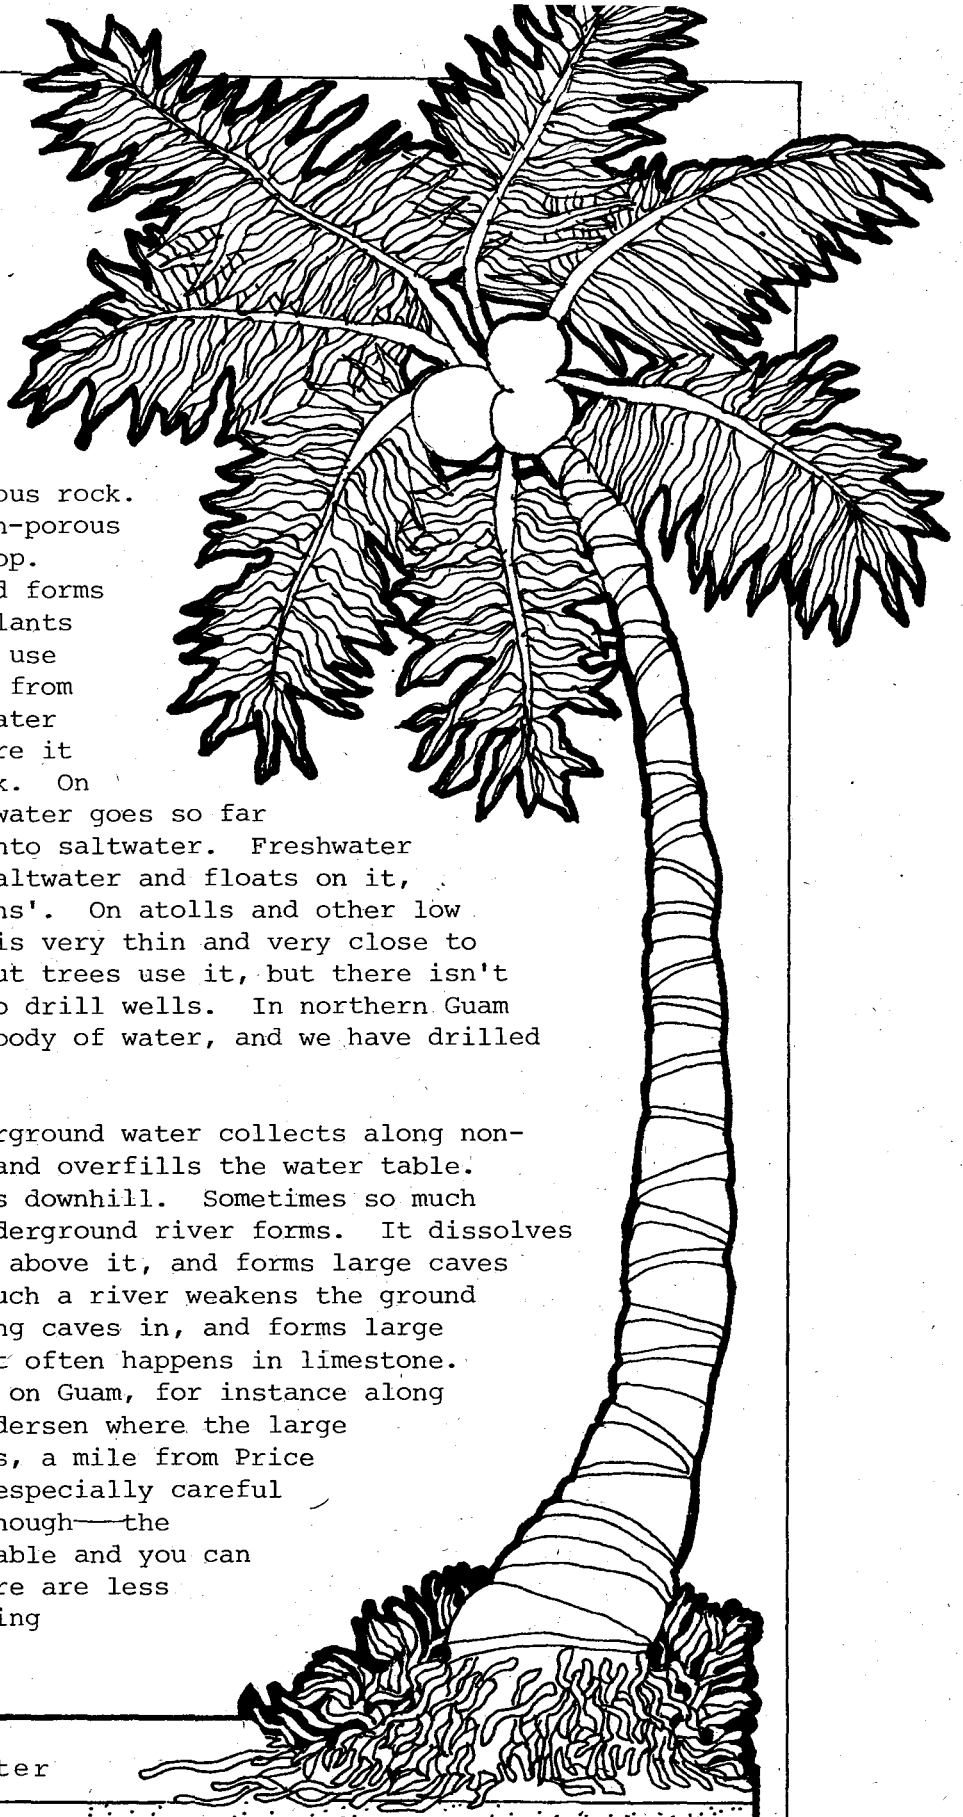 ous rock.
n-porous
op.
d forms
lants
use
from
ater
re it
k. On
water goes so far
nto saltwater. Freshwater
altwater and floats on it,
ns'. On atolls and other low
is very thin and very close to
ut trees use it, but there isn't
o drill wells. In northern Guam
body of water, and we have drilled
rground water collects along non-
and overfills the water table.
s downhill. Sometimes so much
derground river forms. It dissolves
above it, and forms large caves
uch a river weakens the ground
ng caves in, and forms large
t often happens in limestone.
on Guam, for instance along
dersen where the large
s, a mile from Price
especially careful
hough—the
able and you can
re are less
ing
ter